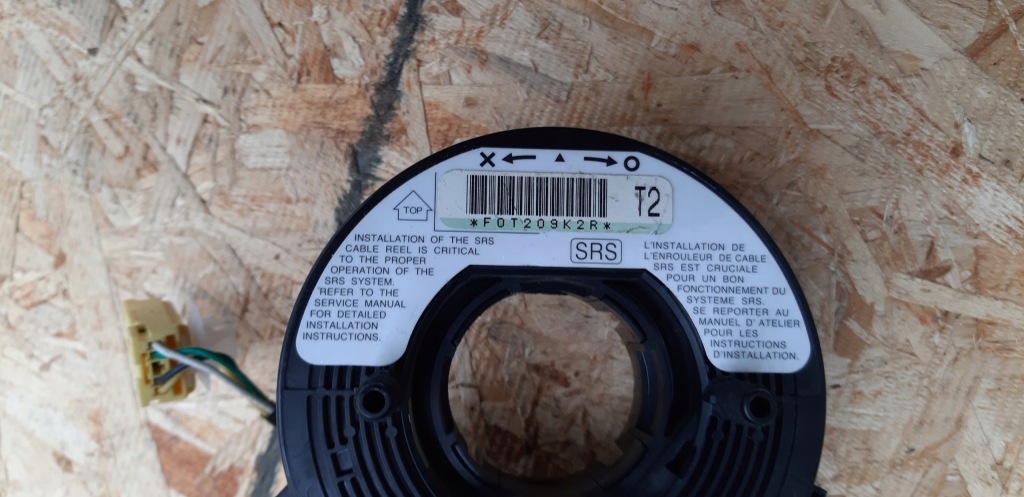 T2
*F0T209K2R*
TOP
SRS
INSTALLATION OF THE SRS
CABLE REEL IS CRITICAL
TO THE PROPER
OPERATION OF THE
SRS SYSTEM.
REFER TO THE
SERVICE MANUAL
FOR DETAILED
INSTALLATION
INSTRUCTIONS.
L'INSTALLATION DE
L'ENROULEUR DE CABLE
SRS EST CRUCIALE
POUR UN BON
FONCTIONNEMENT DU
SYSTEME SRS.
SE REPORTER AU
MANUEL D'ATELIER
POUR LES
INSTRUCTIONS
D'INSTALLATION.